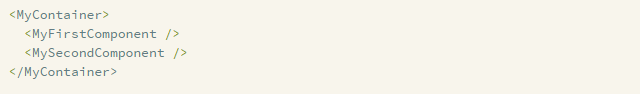 <MyContainer>
  <MyFirstComponent />
  <MySecondComponent />
</MyContainer>